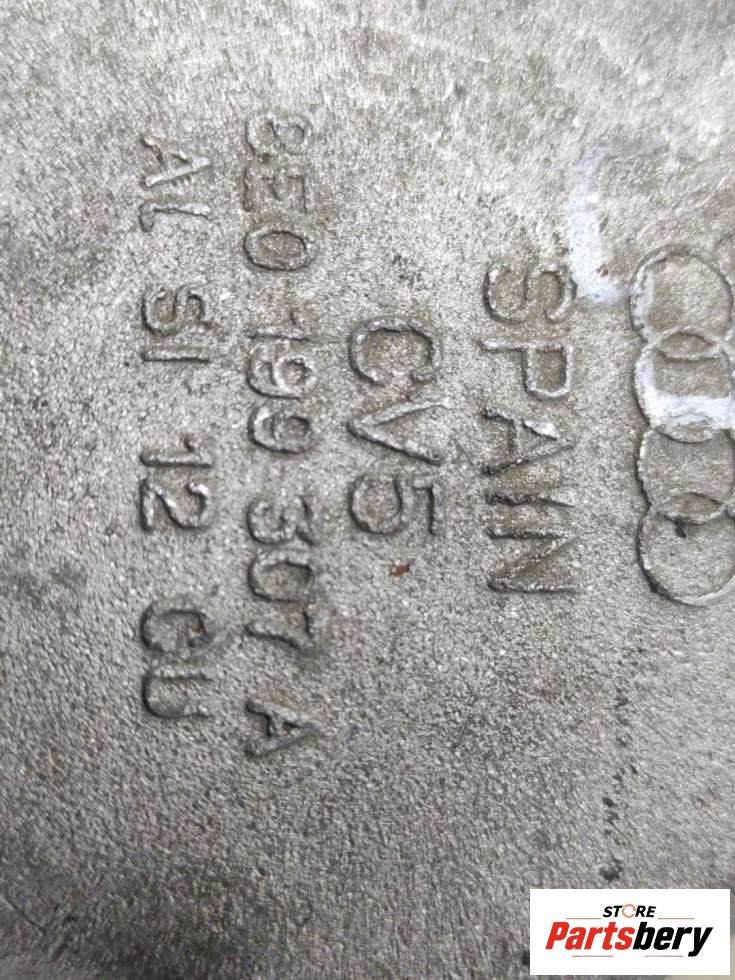 SPAIN
CV5
8E0 199 307 A
AL SI 12 CU
STORE
Partsbery